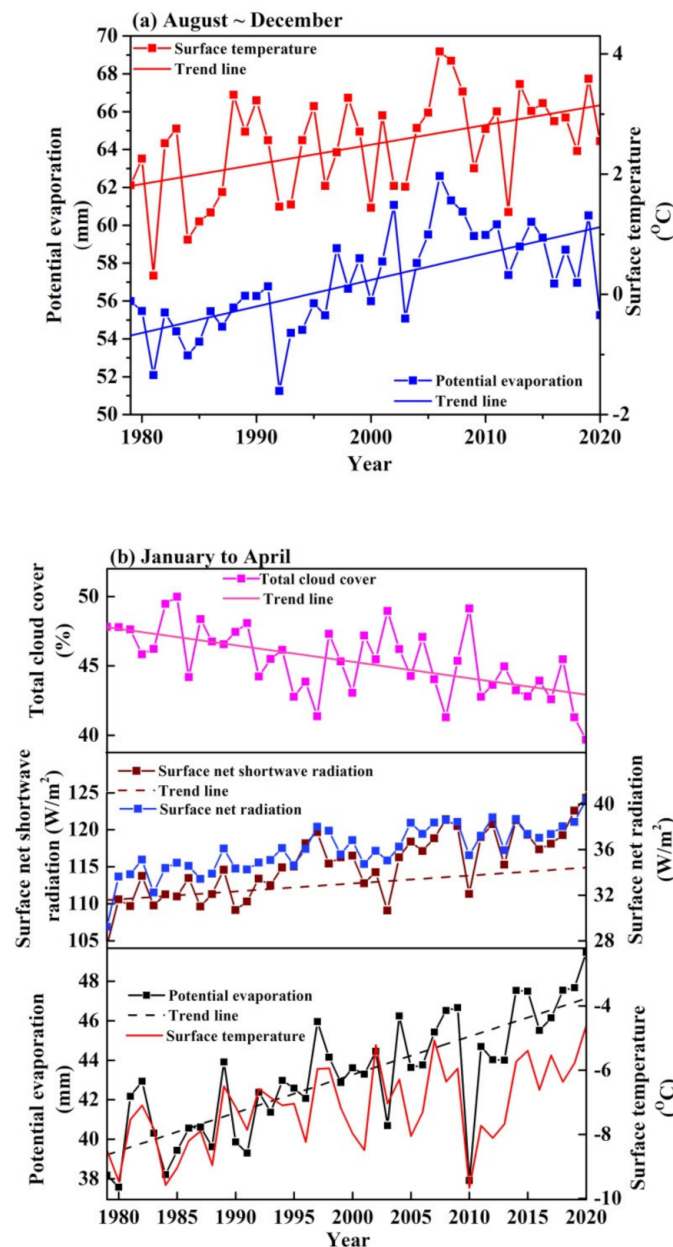 (a) August ~ December
Surface temperature
Trend line
Potential evaporation
(mm)
70
68
66
64
62
60
58
56
54
52
50
Surface temperature
(°C)
4
2
0
-2
Potential evaporation
Trend line
1980
1990
2000
2010
2020
Year
(b) January to April
Total cloud cover
Trend line
Total cloud cover
(%)
50
45
40
Surface net shortwave radiation
Trend line
Surface net radiation
Surface net shortwave
radiation (W/m²)
125
120
115
110
105
Surface net radiation
(W/m²)
40
36
32
28
Potential evaporation
Trend line
Surface temperature
Potential evaporation
(mm)
48
46
44
42
40
38
Surface temperature
(°C)
-4
-6
-8
-10
1980
1985
1990
1995
2000
2005
2010
2015
2020
Year